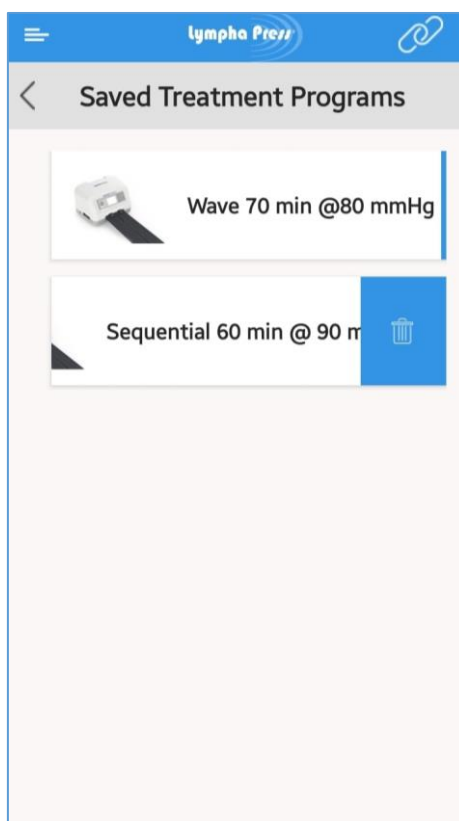 Lympha Press
Saved Treatment Programs
Wave 70 min @80 mmHg
Sequential 60 min @ 90 m